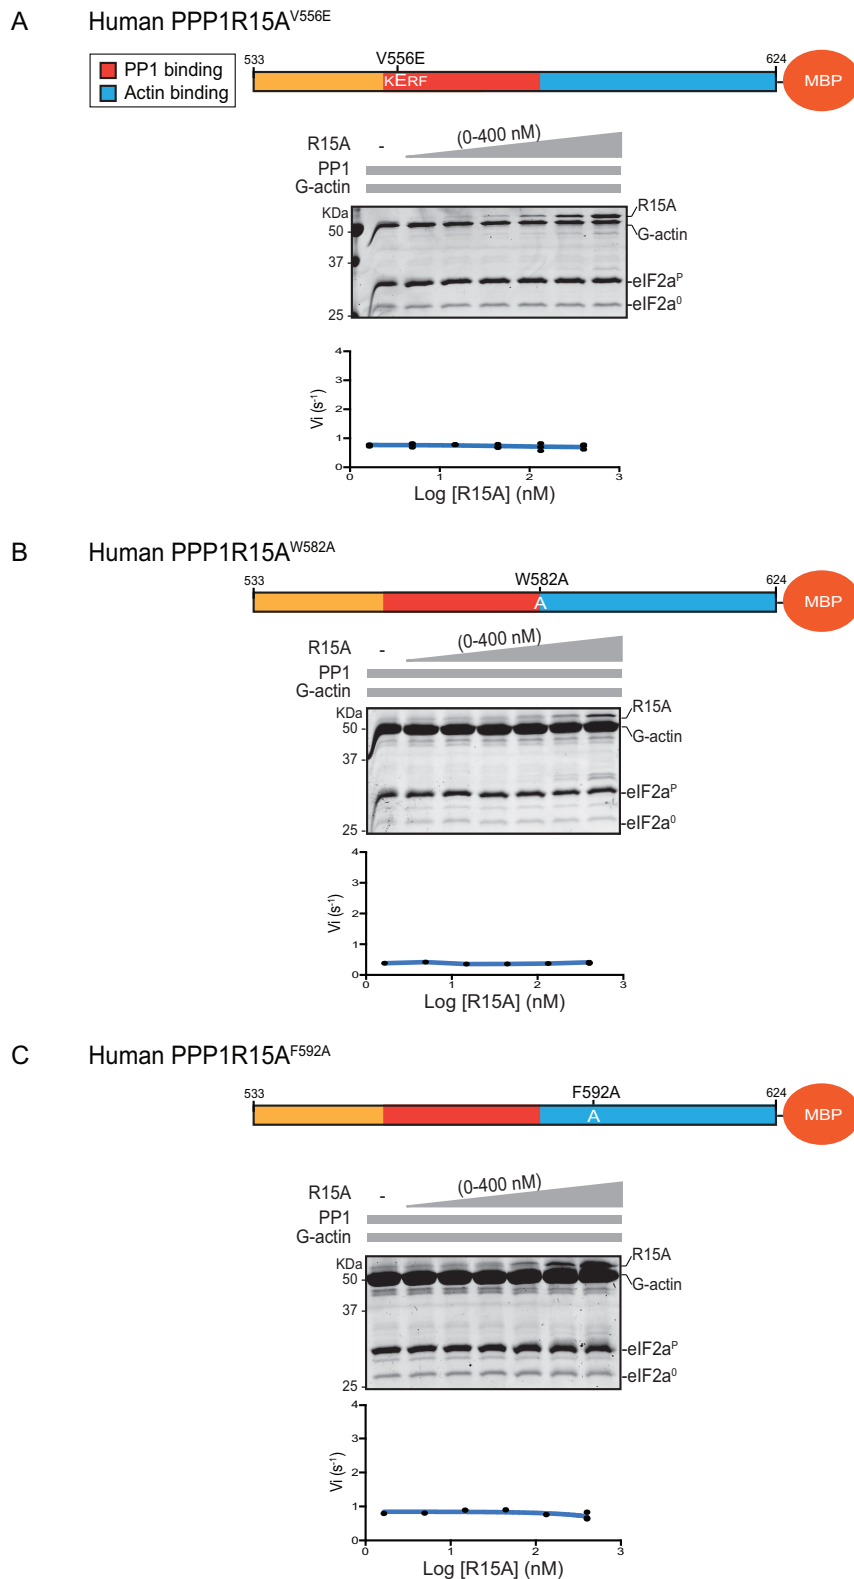 A Human PPP1R15A^V556E
PP1 binding
Actin binding
533 V556E 624
KERF MBP
R15A - (0-400 nM)
PP1
G-actin
KDa
50
37
25
R15A
G-actin
eIF2a^P
eIF2a^0
Vi (s^-1)
4
3
2
1
0
0 1 2 3
Log [R15A] (nM)
B Human PPP1R15A^W582A
533 W582A 624
A MBP
R15A - (0-400 nM)
PP1
G-actin
KDa
50
37
25
R15A
G-actin
eIF2a^P
eIF2a^0
Vi (s^-1)
4
3
2
1
0
0 1 2 3
Log [R15A] (nM)
C Human PPP1R15A^F592A
533 F592A 624
A MBP
R15A - (0-400 nM)
PP1
G-actin
KDa
50
37
25
R15A
G-actin
eIF2a^P
eIF2a^0
Vi (s^-1)
4
3
2
1
0
0 1 2 3
Log [R15A] (nM)